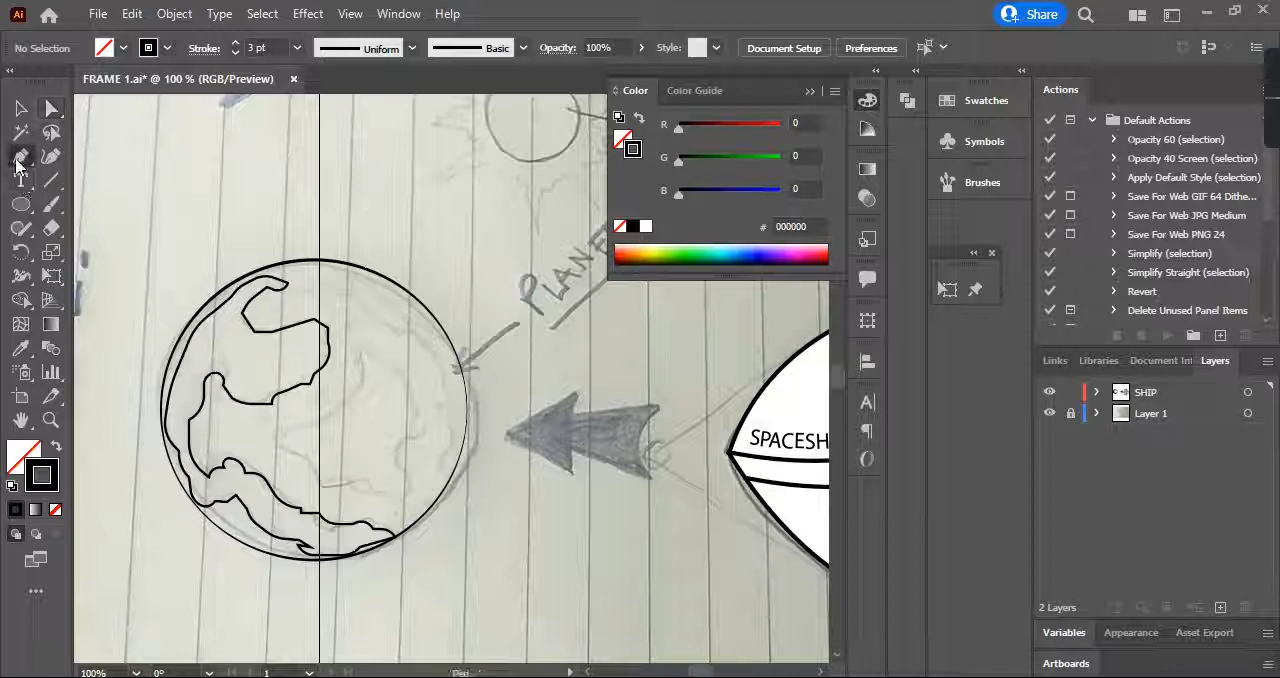 Ai File Edit Object Type Select Effect View Window Help Share
No Selection Stroke: 3 pt Uniform Basic Opacity: 100% Style: Document Setup Preferences
FRAME 1.ai* @ 100 % (RGB/Preview)
Color Color Guide
R 0
G 0
B 0
# 000000
Swatches
Symbols
Brushes
Actions
Default Actions
Opacity 60 (selection)
Opacity 40 Screen (selection)
Apply Default Style (selection)
Save For Web GIF 64 Dithe...
Save For Web JPG Medium
Save For Web PNG 24
Simplify (selection)
Simplify Straight (selection)
Revert
Delete Unused Panel Items
PLANE
SPACESH
Links Libraries Document Int Layers
SHIP
Layer 1
2 Layers
Variables Appearance Asset Export
Artboards
100% 0° 1 Pen